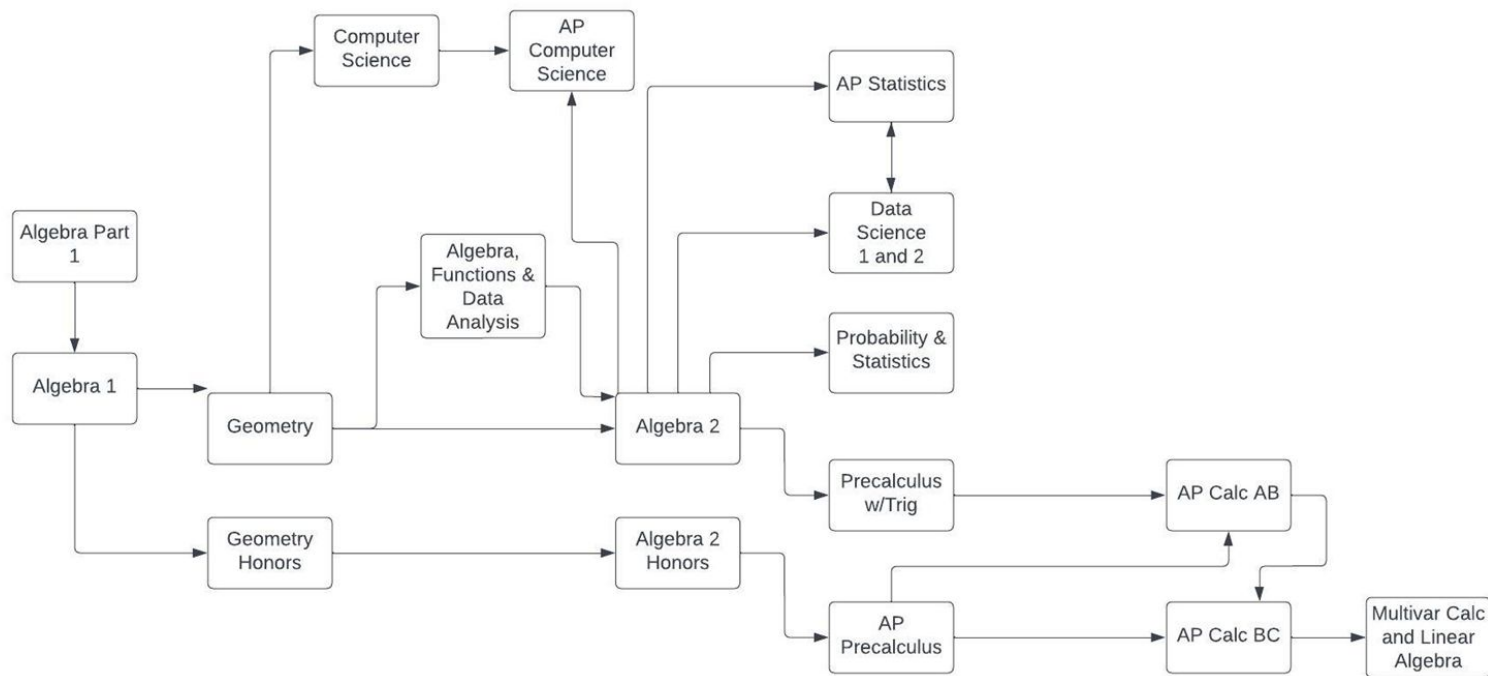 Computer
Science
AP
Computer
Science
AP Statistics
Algebra Part
1
Data
Science
1 and 2
Algebra,
Functions &
Data
Analysis
Probability &
Statistics
Algebra 1
Geometry
Algebra 2
Precalculus
w/Trig
AP Calc AB
Geometry
Honors
Algebra 2
Honors
AP
Precalculus
AP Calc BC
Multivar Calc
and Linear
Algebra